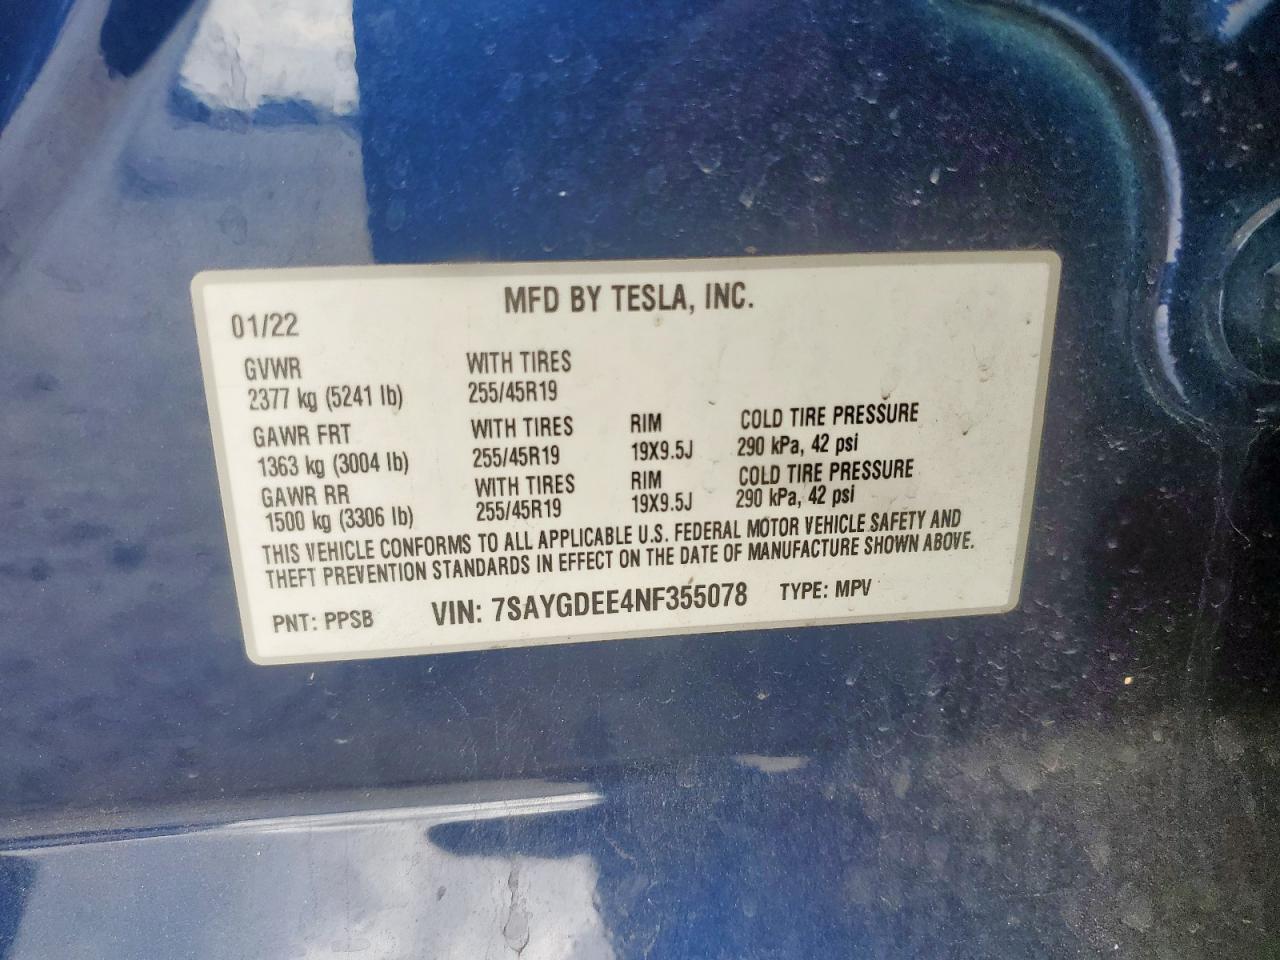 MFD BY TESLA, INC.
01/22
GVWR WITH TIRES
2377 kg (5241 lb) 255/45R19
GAWR FRT WITH TIRES RIM COLD TIRE PRESSURE
1363 kg (3004 lb) 255/45R19 19X9.5J 290 kPa, 42 psi
GAWR RR WITH TIRES RIM COLD TIRE PRESSURE
1500 kg (3306 lb) 255/45R19 19X9.5J 290 kPa, 42 psi
THIS VEHICLE CONFORMS TO ALL APPLICABLE U.S. FEDERAL MOTOR VEHICLE SAFETY AND
THEFT PREVENTION STANDARDS IN EFFECT ON THE DATE OF MANUFACTURE SHOWN ABOVE.
PNT: PPSB VIN: 7SAYGDEE4NF355078 TYPE: MPV